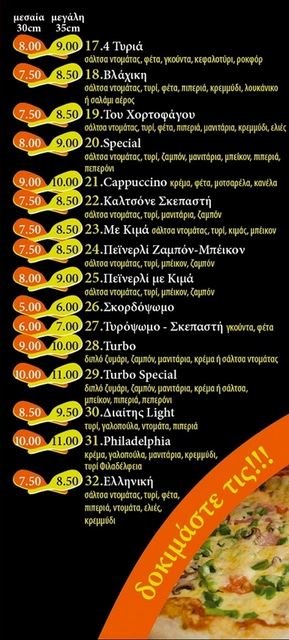 μεσαία μεγάλη
30cm 35cm
8.00 9.00 17.4 Τυριά
σάλτσα ντομάτας, φέτα, γκούντα, κεφαλοτύρι, ροκφόρ
7.50 8.50 18.Βλάχικη
σάλτσα ντομάτας, τυρί, φέτα, πιπεριά, κρεμμύδι, λουκάνικο
ή σαλάμι αέρος
7.50 8.50 19.Του Χορτοφάγου
σάλτσα ντομάτας, τυρί, φέτα, πιπεριά, μανιτάρια, κρεμμύδι, ελιές
8.00 9.00 20.Special
σάλτσα ντομάτας, τυρί, ζαμπόν, μανιτάρια, μπείκον, πιπεριά,
πεπερόνι
9.00 10.00 21.Cappuccino κρέμα, φέτα, μοτσαρέλα, κανέλα
7.50 8.50 22.Καλτσόνε Σκεπαστή
σάλτσα ντομάτας, τυρί, μανιτάρια, ζαμπόν
7.50 8.50 23.Με Κιμά σάλτσα ντομάτας, τυρί, κιμάς, μπέικον
7.50 8.50 24.Πεϊνερλί Ζαμπόν-Μπέικον
σάλτσα ντομάτας, τυρί, μπέικον, ζαμπόν
8.00 9.00 25.Πεϊνερλί με Κιμά
σάλτσα ντομάτας, τυρί, μπέικον, ζαμπόν
5.00 6.00 26.Σκορδόψωμο
6.00 7.00 27.Τυρόψωμο - Σκεπαστή γκούντα, φέτα
9.00 10.00 28.Turbo
διπλό ζυμάρι, ζαμπόν, μανιτάρια, κρέμα ή σάλτσα ντομάτας
10.00 11.00 29.Turbo Special
διπλό ζυμάρι, ζαμπόν, μανιτάρια, κρέμα ή σάλτσα,
μπείκον, πιπεριά, πεπερόνι
8.50 9.50 30.Διαίτης Light
τυρί, γαλοπούλα, ντομάτα, πιπεριά
10.00 11.00 31.Philadelphia
κρέμα, γαλοπούλα, μανιτάρια, κρεμμύδι,
τυρί Φιλαδέλφεια
7.50 8.50 32.Ελληνική
σάλτσα ντομάτας, τυρί, φέτα,
πιπεριά, ντομάτα, ελιές,
κρεμμύδι
δοκιμάστε τις!!!